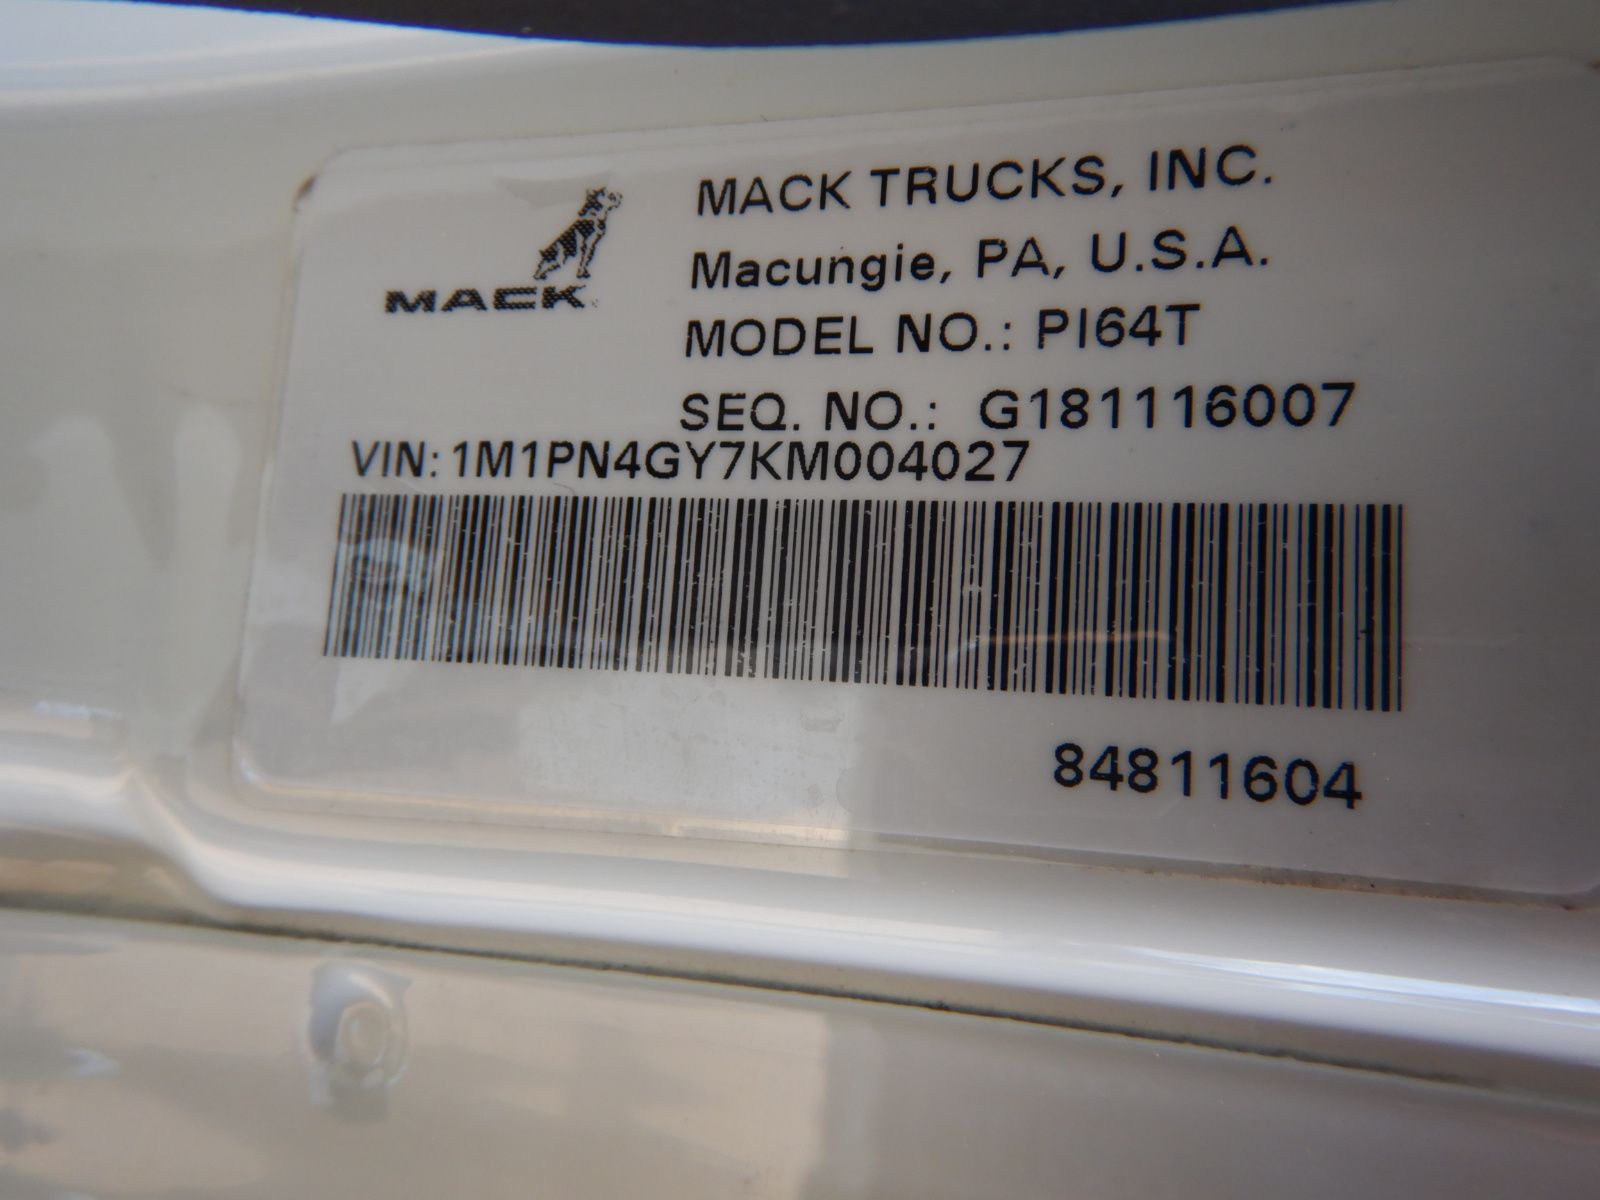 MACK
MACK TRUCKS, INC.
Macungie, PA, U.S.A.
MODEL NO.: PI64T
SEQ. NO.: G181116007
VIN: 1M1PN4GY7KM004027
84811604